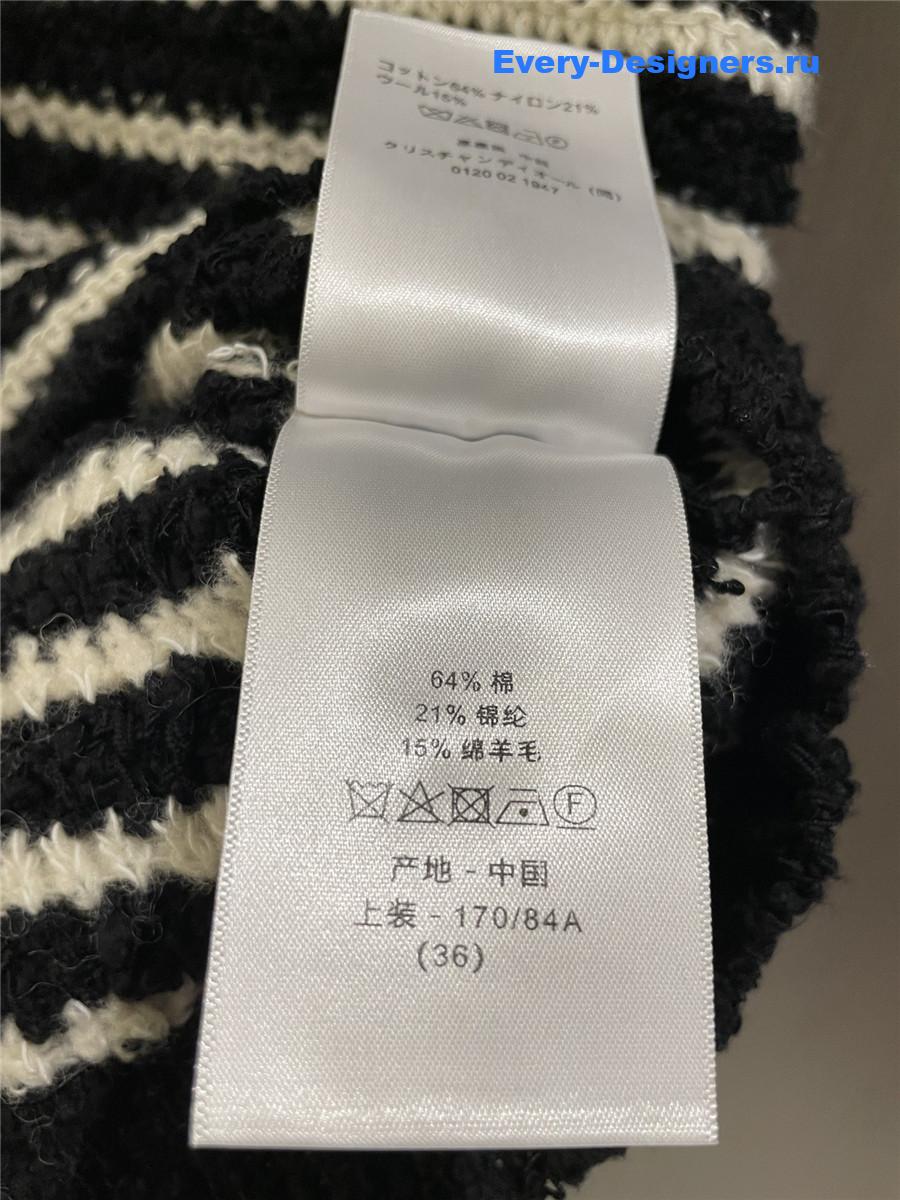 Every-Designers.ru
コットン64% ナイロン21%
ウール15%
クリスチャンディオール (株)
0120 02 1947
64% 棉
21% 锦纶
15% 绵羊毛
F
产地 - 中国
上装 - 170/84A
(36)